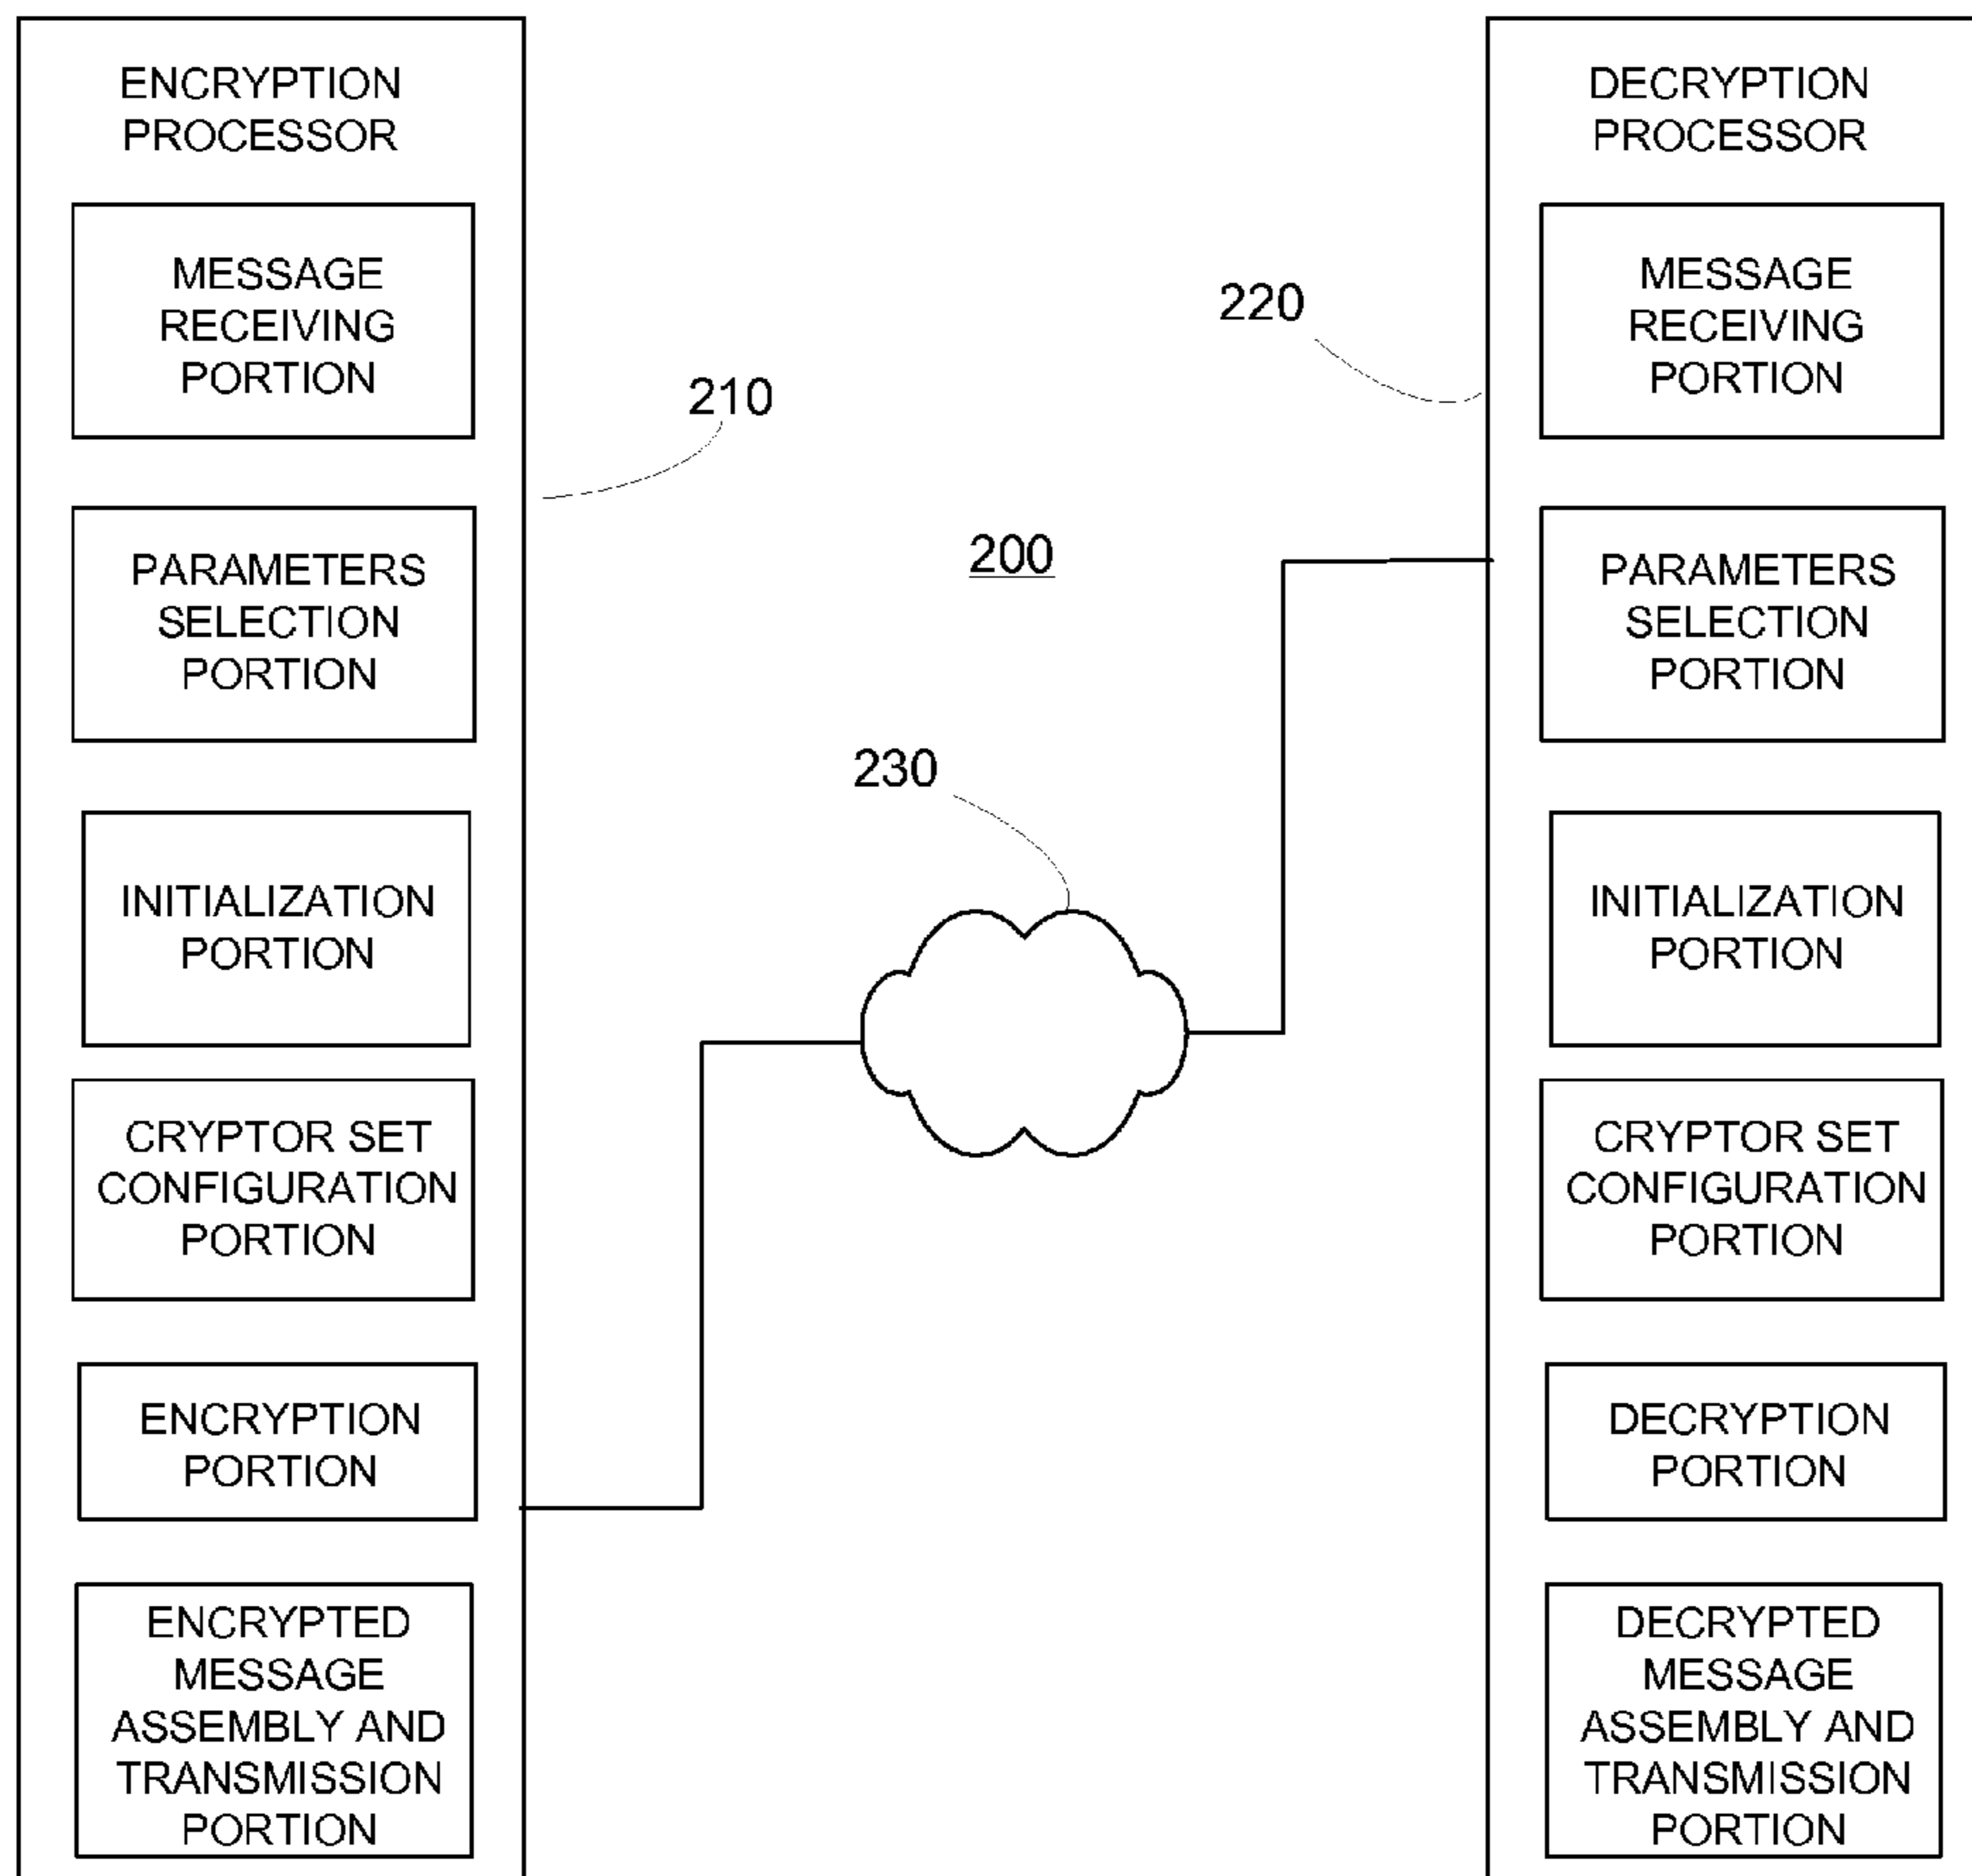 ENCRYPTION
PROCESSOR
MESSAGE
RECEIVING
PORTION
PARAMETERS
SELECTION
PORTION
INITIALIZATION
PORTION
CRYPTOR SET
CONFIGURATION
PORTION
ENCRYPTION
PORTION
ENCRYPTED
MESSAGE
ASSEMBLY AND
TRANSMISSION
PORTION
210
200
230
220
DECRYPTION
PROCESSOR
MESSAGE
RECEIVING
PORTION
PARAMETERS
SELECTION
PORTION
INITIALIZATION
PORTION
CRYPTOR SET
CONFIGURATION
PORTION
DECRYPTION
PORTION
DECRYPTED
MESSAGE
ASSEMBLY AND
TRANSMISSION
PORTION